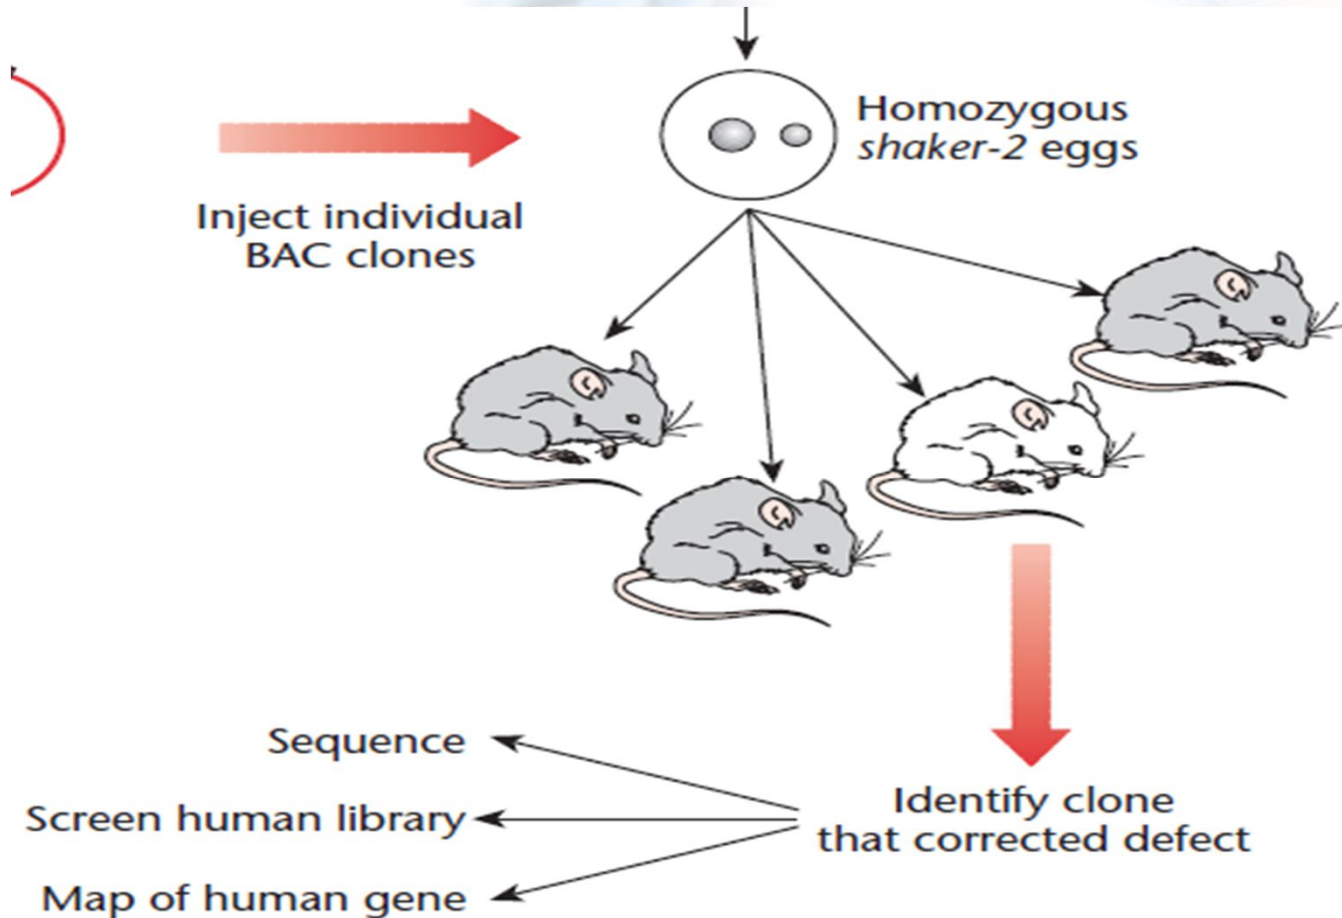 Homozygous
shaker-2 eggs
Inject individual
BAC clones
Sequence
Screen human library
Map of human gene
Identify clone
that corrected defect